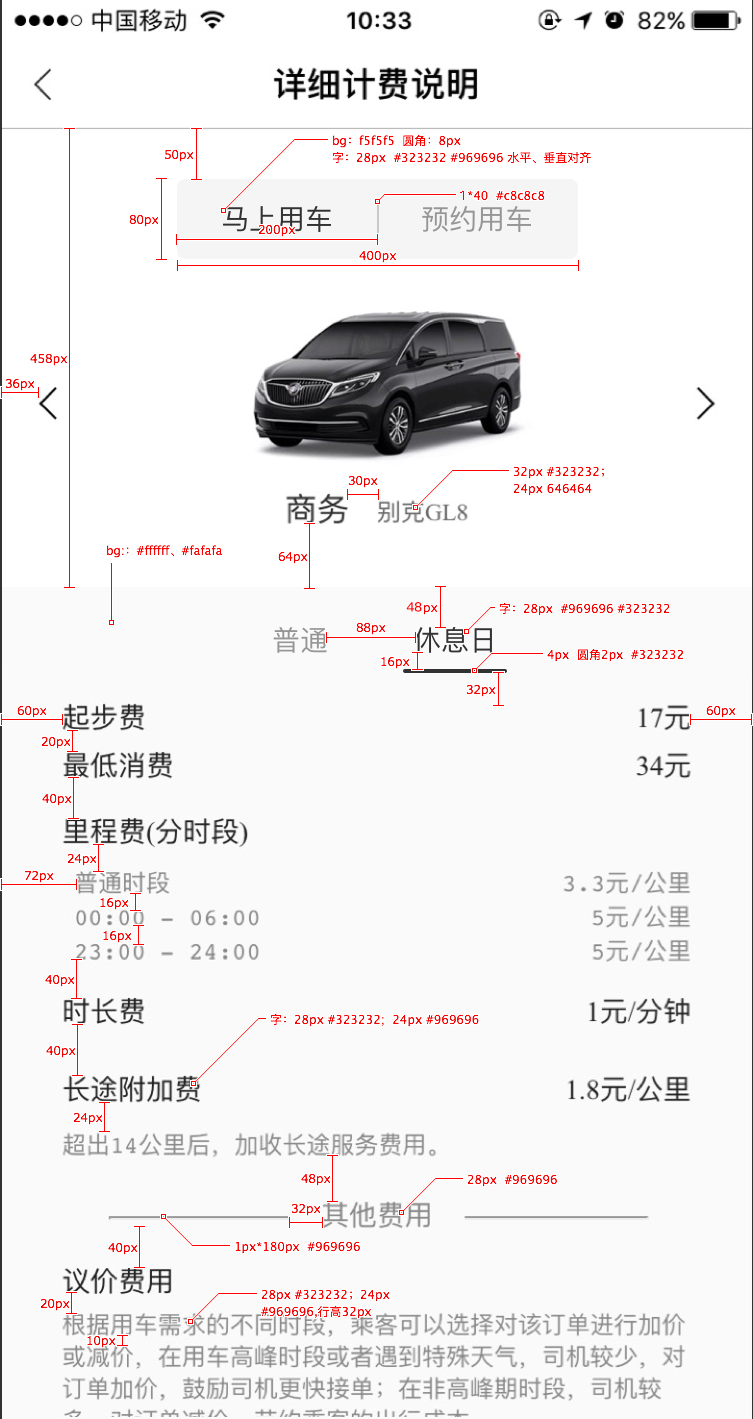 中国移动 10:33 82%
详细计费说明
bg：f5f5f5 圆角：8px
50px
字：28px #323232 #969696 水平、垂直对齐
1*40 #c8c8c8
80px
马上用车 预约用车
200px
400px
458px
36px
32px #323232；
30px
24px 646464
商务 别克GL8
bg:：#ffffff、#fafafa
64px
48px
字：28px #969696 #323232
88px
普通 休息日
16px
4px 圆角2px #323232
32px
60px 60px
起步费 17元
20px
最低消费 34元
40px
里程费(分时段)
24px
72px
普通时段 3.3元/公里
16px
00:00 - 06:00 5元/公里
16px
23:00 - 24:00 5元/公里
40px
时长费 1元/分钟
字：28px #323232；24px #969696
40px
长途附加费 1.8元/公里
24px
超出14公里后，加收长途服务费用。
48px
28px #969696
32px
其他费用
40px
1px*180px #969696
议价费用
28px #323232；24px
20px
#969696,行高32px
根据用车需求的不同时段，乘客可以选择对该订单进行加价
10px
或减价，在用车高峰时段或者遇到特殊天气，司机较少，对
订单加价，鼓励司机更快接单；在非高峰期时段，司机较